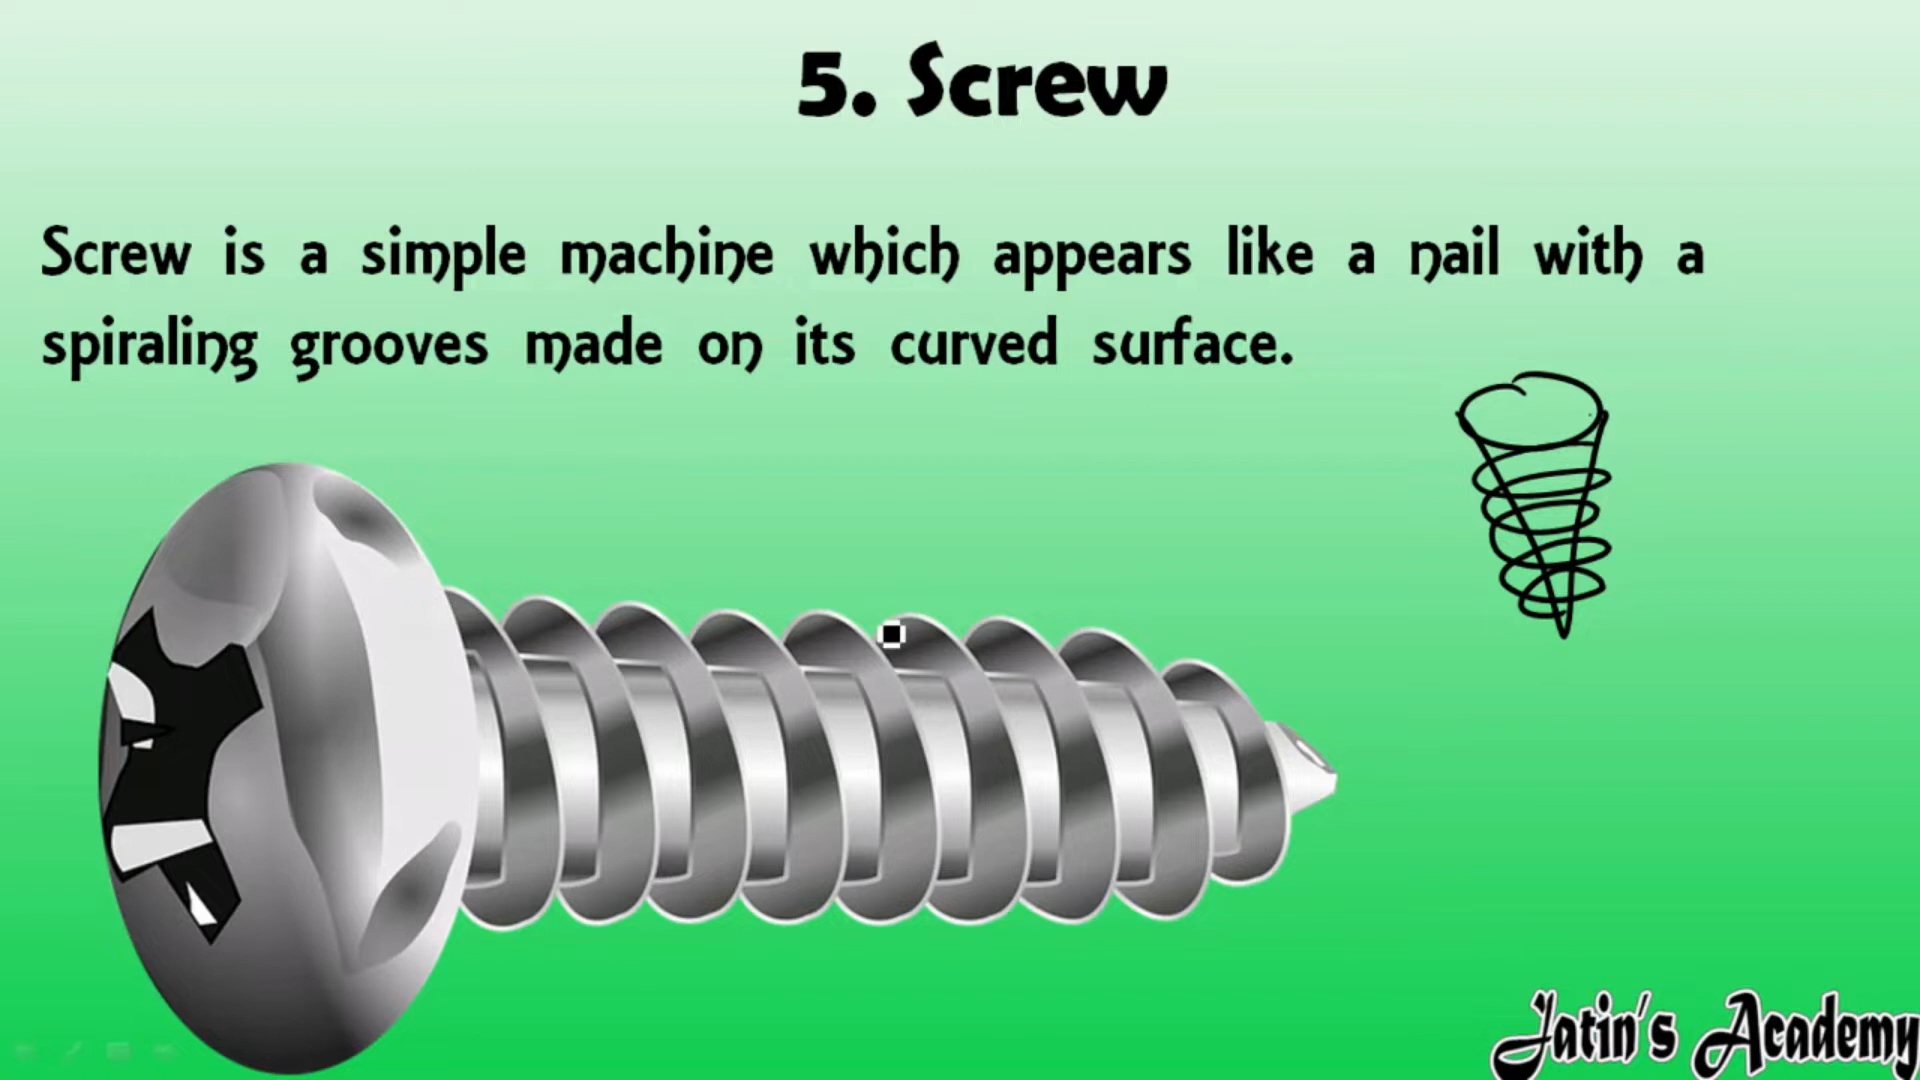 5. Screw
Screw is a simple machine which appears like a nail with a
spiraling grooves made on its curved surface.
Jatin's Academy